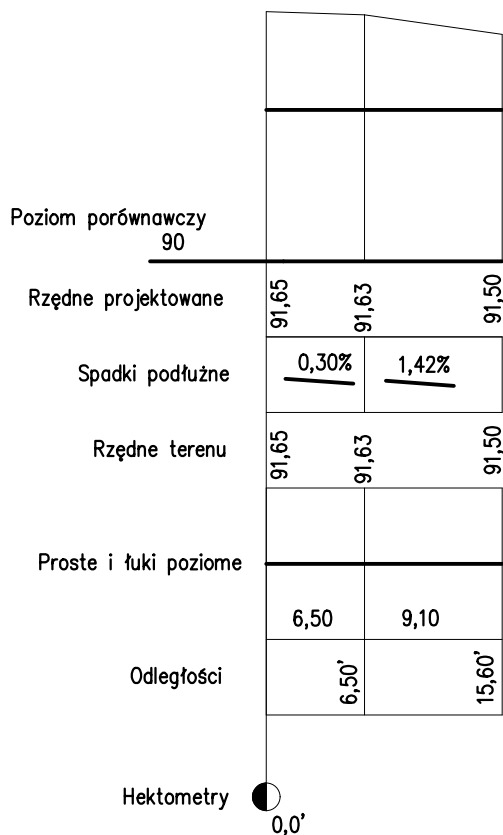 Poziom porównawczy
90
Rzędne projektowane
91,65
91,63
91,50
Spadki podłużne
0,30%
1,42%
Rzędne terenu
91,65
91,63
91,50
Proste i łuki poziome
6,50
9,10
Odległości
6,50'
15,60'
Hektometry
0,0'